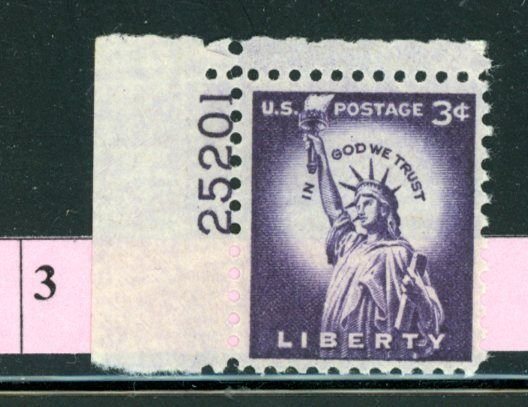 25201
U.S. POSTAGE 3¢
IN GOD WE TRUST
LIBERTY
3